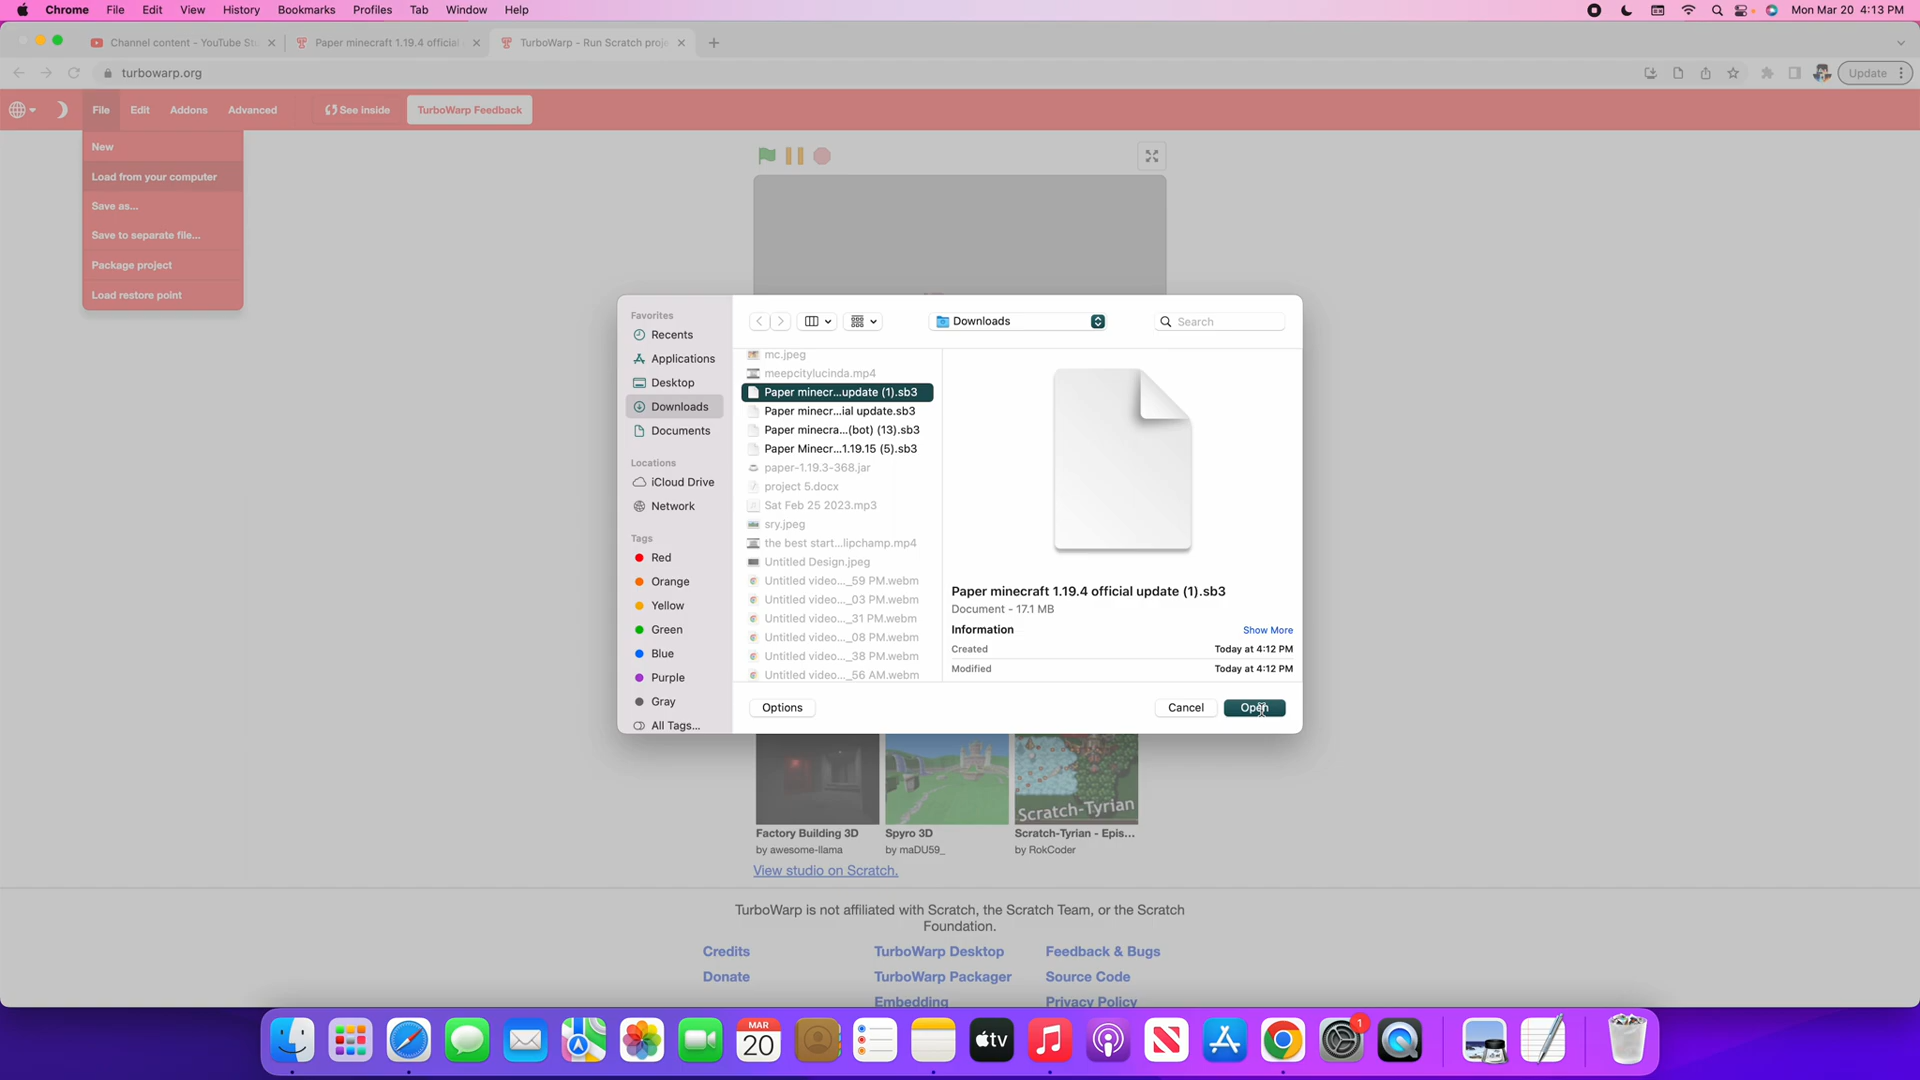 Chrome File Edit View History Bookmarks Profiles Tab Window Help Mon Mar 20 4:13 PM
Channel content - YouTube St Paper minecraft 1.19.4 official TurboWarp - Run Scratch proje
turbowarp.org Update
File Edit Addons Advanced See inside TurboWarp Feedback
New
Load from your computer
Save as...
Save to separate file...
Package project
Load restore point
Favorites
Recents
Applications
Desktop
Downloads
Documents
Locations
iCloud Drive
Network
Tags
Red
Orange
Yellow
Green
Blue
Purple
Gray
All Tags...
Downloads Search
mc.jpeg
meepcitylucinda.mp4
Paper minecr...update (1).sb3
Paper minecr...ial update.sb3
Paper minecra...(bot) (13).sb3
Paper Minecr...1.19.15 (5).sb3
paper-1.19.3-368.jar
project 5.docx
Sat Feb 25 2023.mp3
sry.jpeg
the best start...lipchamp.mp4
Untitled Design.jpeg
Untitled video..._59 PM.webm
Untitled video..._03 PM.webm
Untitled video..._31 PM.webm
Untitled video..._08 PM.webm
Untitled video..._38 PM.webm
Untitled video..._56 AM.webm
Paper minecraft 1.19.4 official update (1).sb3
Document - 17.1 MB
Information Show More
Created Today at 4:12 PM
Modified Today at 4:12 PM
Options Cancel Open
Scratch-Tyrian
Factory Building 3D Spyro 3D Scratch-Tyrian - Epis...
by awesome-llama by maDU59_ by RokCoder
View studio on Scratch.
TurboWarp is not affiliated with Scratch, the Scratch Team, or the Scratch
Foundation.
Credits TurboWarp Desktop Feedback & Bugs
Donate TurboWarp Packager Source Code
Embedding Privacy Policy
MAR
20
tv
1